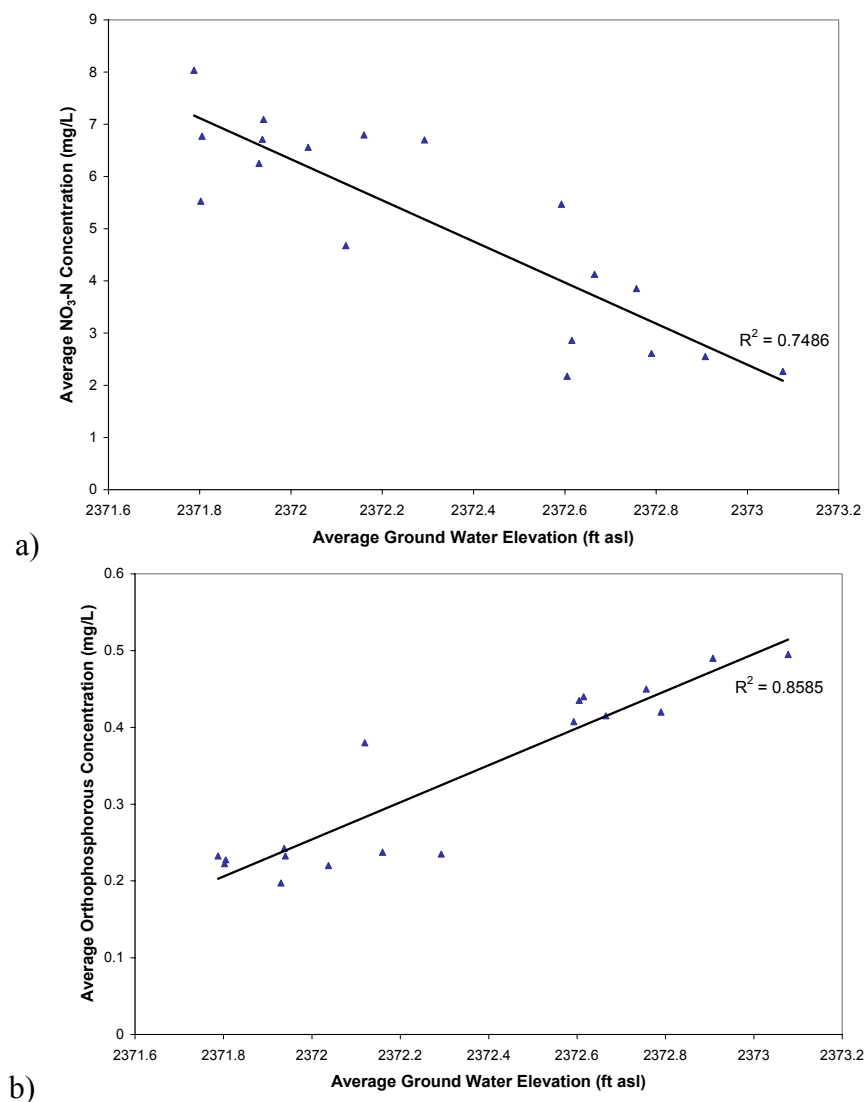 9
8
7
6
5
4
3
2
1
0
Average NO3-N Concentration (mg/L)
R2 = 0.7486
2371.6 2371.8 2372 2372.2 2372.4 2372.6 2372.8 2373 2373.2
Average Ground Water Elevation (ft asl)
a)
0.6
0.5
0.4
0.3
0.2
0.1
0
Average Orthophosphorous Concentration (mg/L)
R2 = 0.8585
2371.6 2371.8 2372 2372.2 2372.4 2372.6 2372.8 2373 2373.2
Average Ground Water Elevation (ft asl)
b)